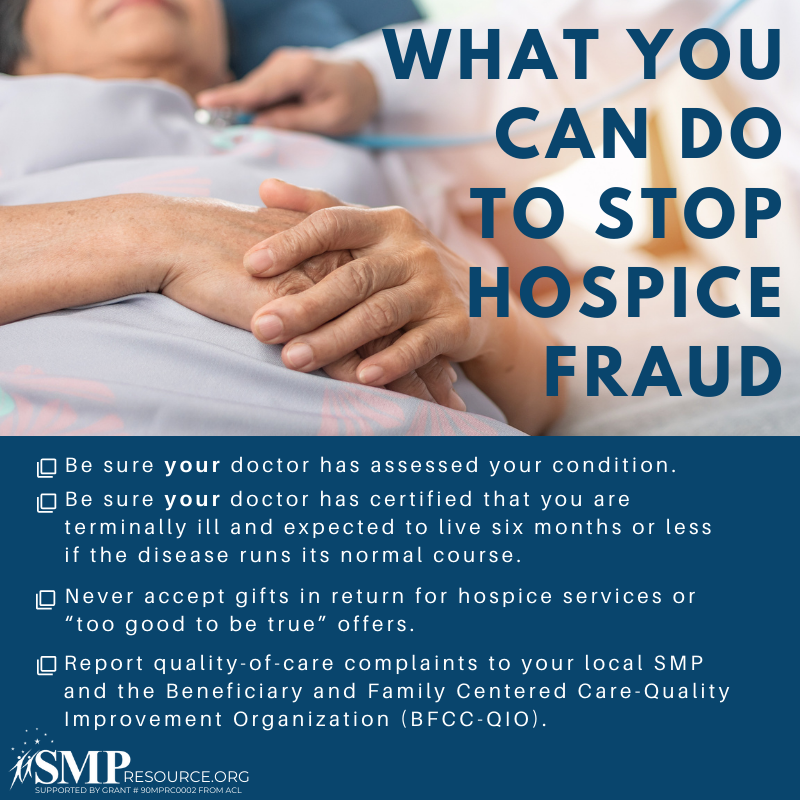 WHAT YOU
CAN DO
TO STOP
HOSPICE
FRAUD
Be sure your doctor has assessed your condition.
Be sure your doctor has certified that you are
terminally ill and expected to live six months or less
if the disease runs its normal course.
Never accept gifts in return for hospice services or
“too good to be true” offers.
Report quality-of-care complaints to your local SMP
and the Beneficiary and Family Centered Care-Quality
Improvement Organization (BFCC-QIO).
SMPRESOURCE.ORG
SUPPORTED BY GRANT # 90MPRC0002 FROM ACL